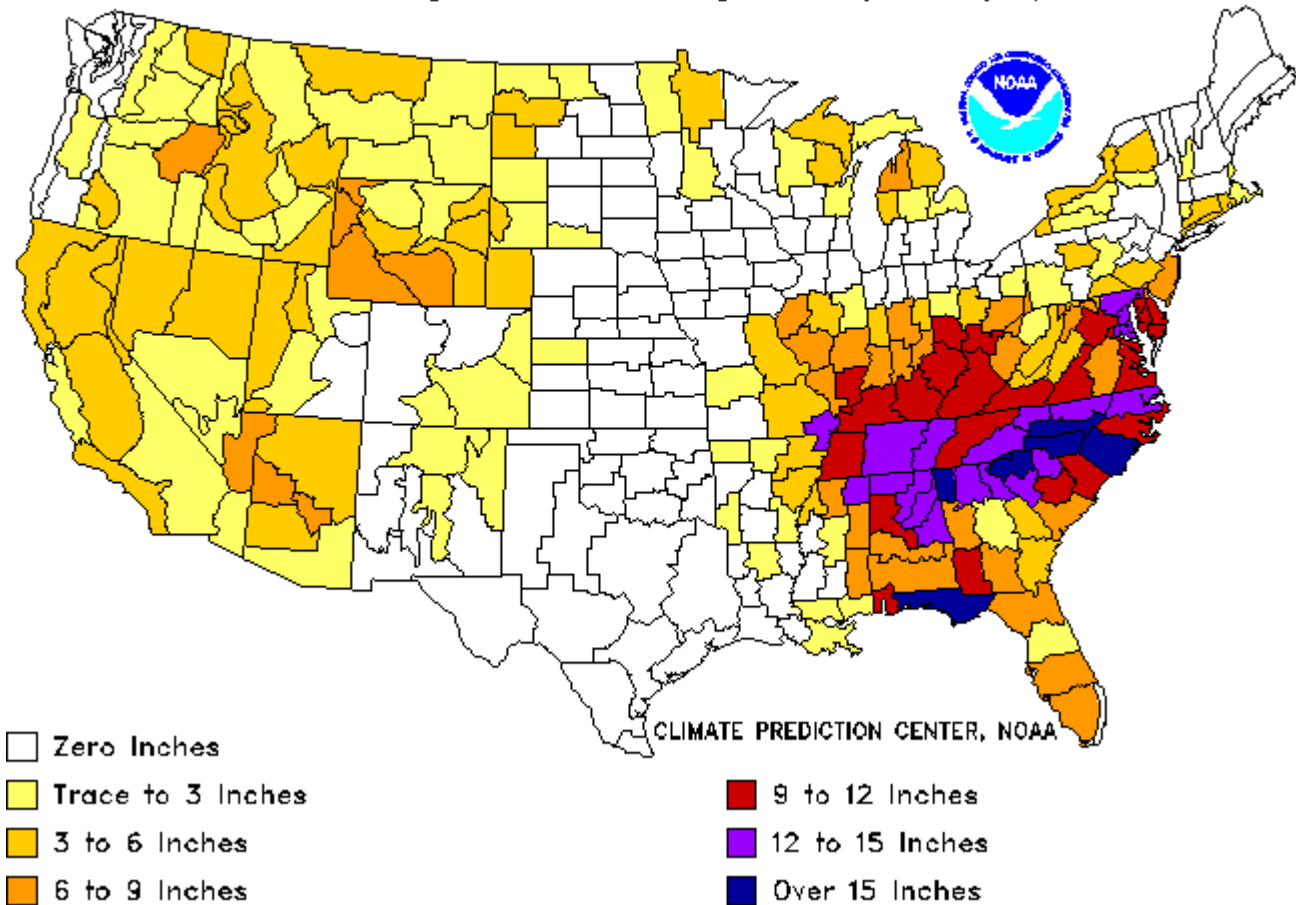 NOAA
CLIMATE PREDICTION CENTER, NOAA
Zero Inches
Trace to 3 Inches
3 to 6 Inches
6 to 9 Inches
9 to 12 Inches
12 to 15 Inches
Over 15 Inches